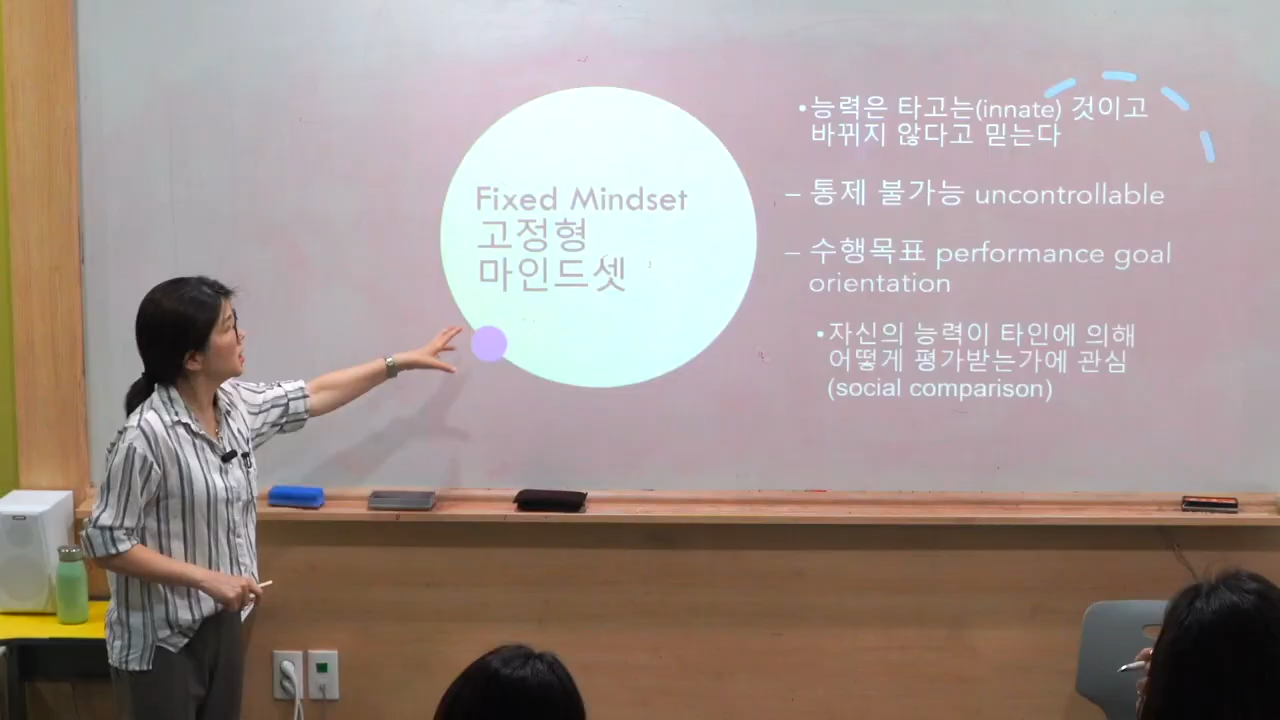 Fixed Mindset
고정형
마인드셋
•능력은 타고는(innate) 것이고
바뀌지 않다고 믿는다
– 통제 불가능 uncontrollable
– 수행목표 performance goal
orientation
•자신의 능력이 타인에 의해
어떻게 평가받는가에 관심
(social comparison)